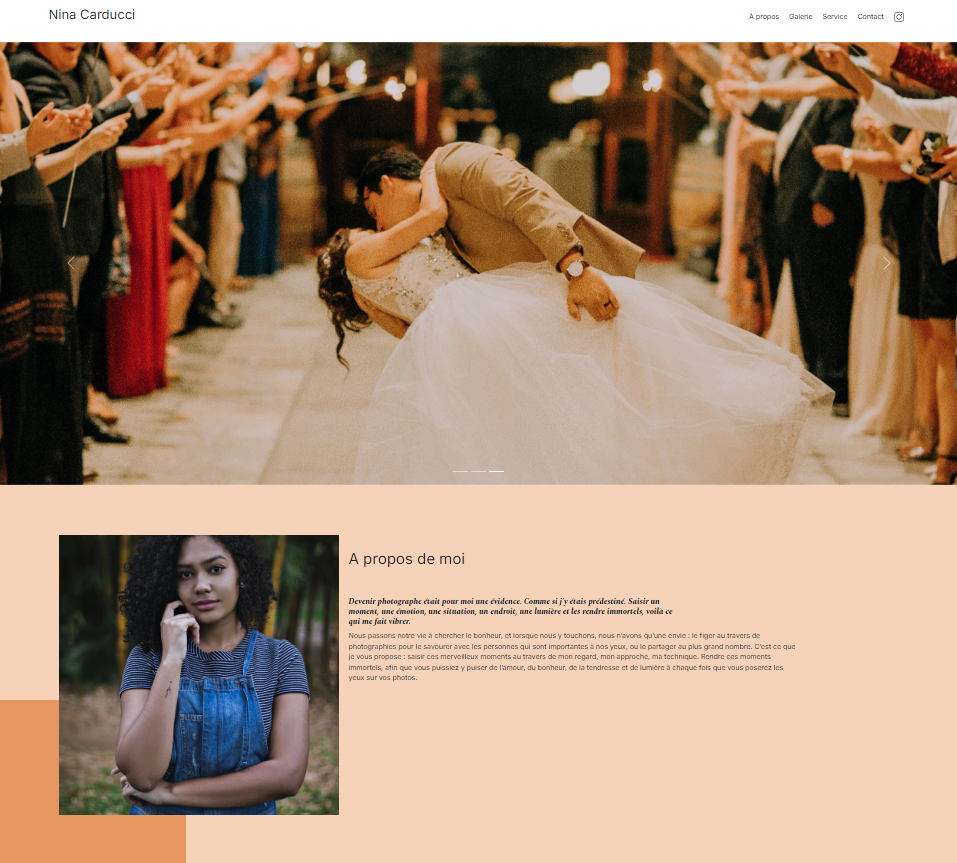 Nina Carducci
À propos Galerie Service Contact
A propos de moi
Devenir photographe était pour moi une évidence. Comme si j'y étais prédestiné. Saisir un
moment, une émotion, une situation, un endroit, une lumière et les rendre immortels, voilà ce
qui me fait vibrer.
Nous passons notre vie à chercher le bonheur, et lorsque nous y touchons, nous n'avons qu'une envie : le figer au travers de
photographies pour le savourer avec les personnes qui sont importantes à nos yeux, ou le partager au plus grand nombre. C'est ce que
je vous propose : saisir ces merveilleux moments au travers de mon regard, mon approche, ma technique. Rendre ces moments
immortels, afin que vous puissiez y puiser de l'amour, du bonheur, de la tendresse et de lumière à chaque fois que vous poserez les
yeux sur vos photos.